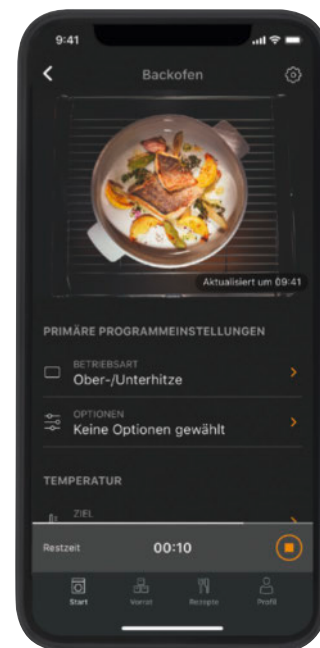 9:41
Backofen
Aktualisiert um 09:41
PRIMÄRE PROGRAMMEINSTELLUNGEN
BETRIEBSART
Ober-/Unterhitze
OPTIONEN
Keine Optionen gewählt
TEMPERATUR
ZIEL
Restzeit 00:10
Start Vorrat Rezepte Profil